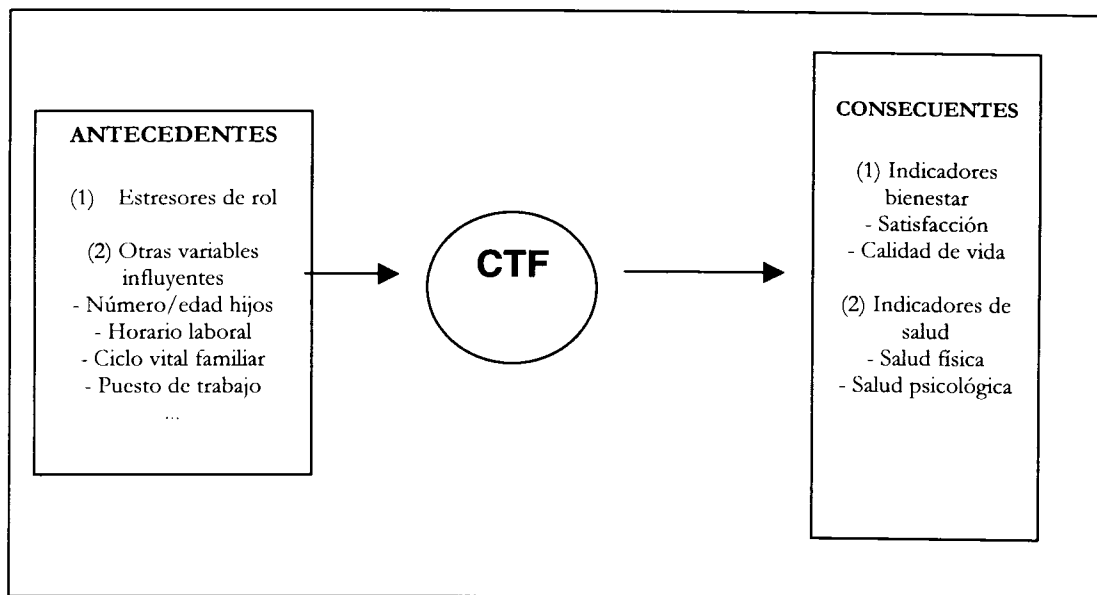 ANTECEDENTES
(1) Estresores de rol
(2) Otras variables
influyentes
- Número/edad hijos
- Horario laboral
- Ciclo vital familiar
- Puesto de trabajo
...
CTF
CONSECUENTES
(1) Indicadores
bienestar
- Satisfacción
- Calidad de vida
(2) Indicadores de
salud
- Salud física
- Salud psicológica